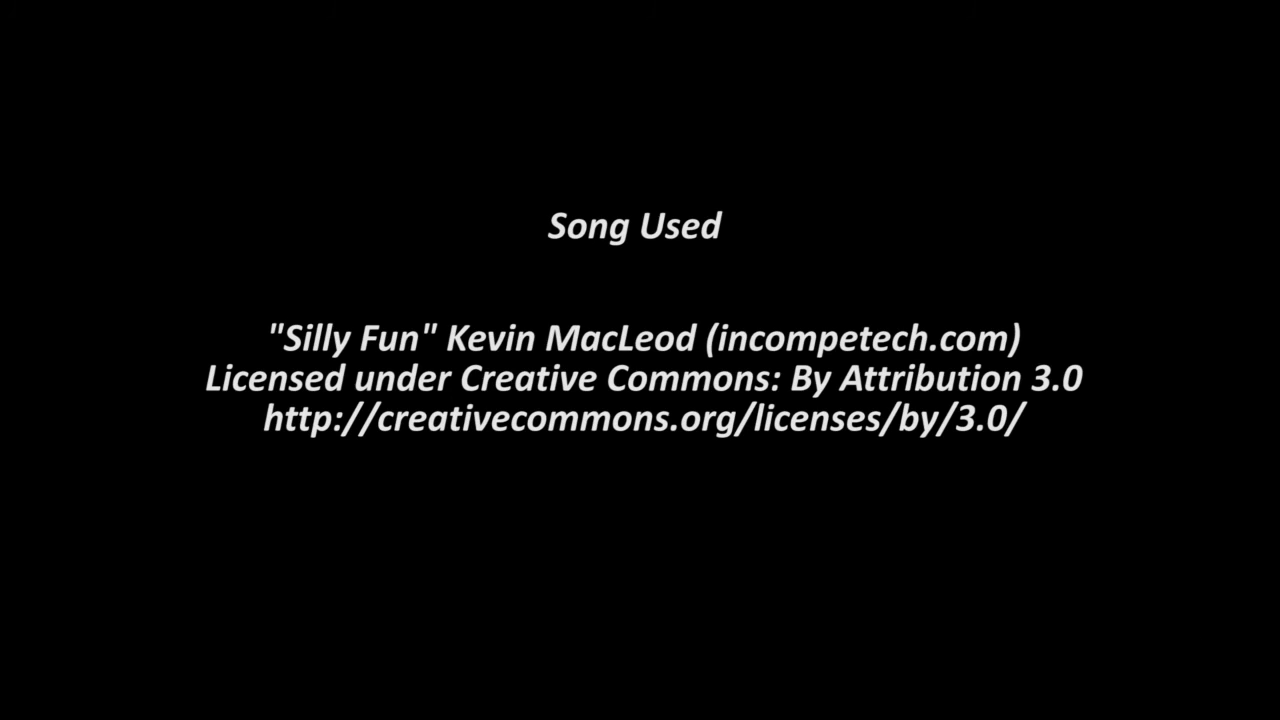 Song Used
"Silly Fun" Kevin MacLeod (incompetech.com)
Licensed under Creative Commons: By Attribution 3.0
http://creativecommons.org/licenses/by/3.0/